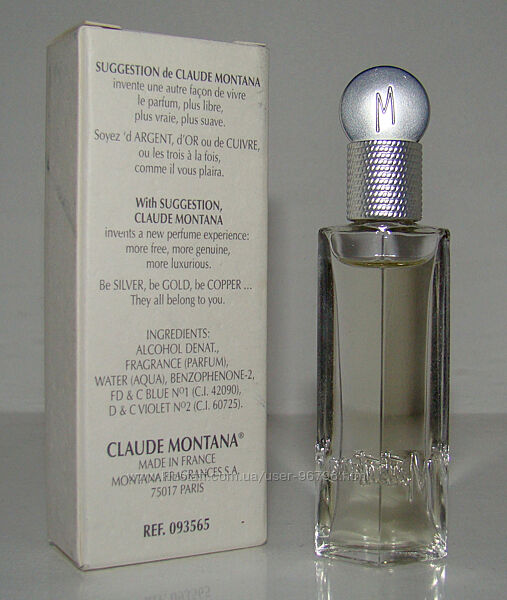 SUGGESTION de CLAUDE MONTANA
invente une autre façon de vivre
le parfum, plus libre,
plus vraie, plus suave.
Soyez 'd ARGENT, d'OR ou de CUIVRE,
ou les trois à la fois,
comme il vous plaira.
With SUGGESTION,
CLAUDE MONTANA
invents a new perfume experience:
more free, more genuine,
more luxurious.
Be SILVER, be GOLD, be COPPER ...
They all belong to you.
INGREDIENTS:
ALCOHOL DENAT.,
FRAGRANCE (PARFUM),
WATER (AQUA), BENZOPHENONE-2,
FD & C BLUE Nº1 (C.I. 42090),
D & C VIOLET Nº2 (C.I. 60725).
CLAUDE MONTANA®
MADE IN FRANCE
MONTANA FRAGRANCES S.A.
75017 PARIS
REF. 093565
M